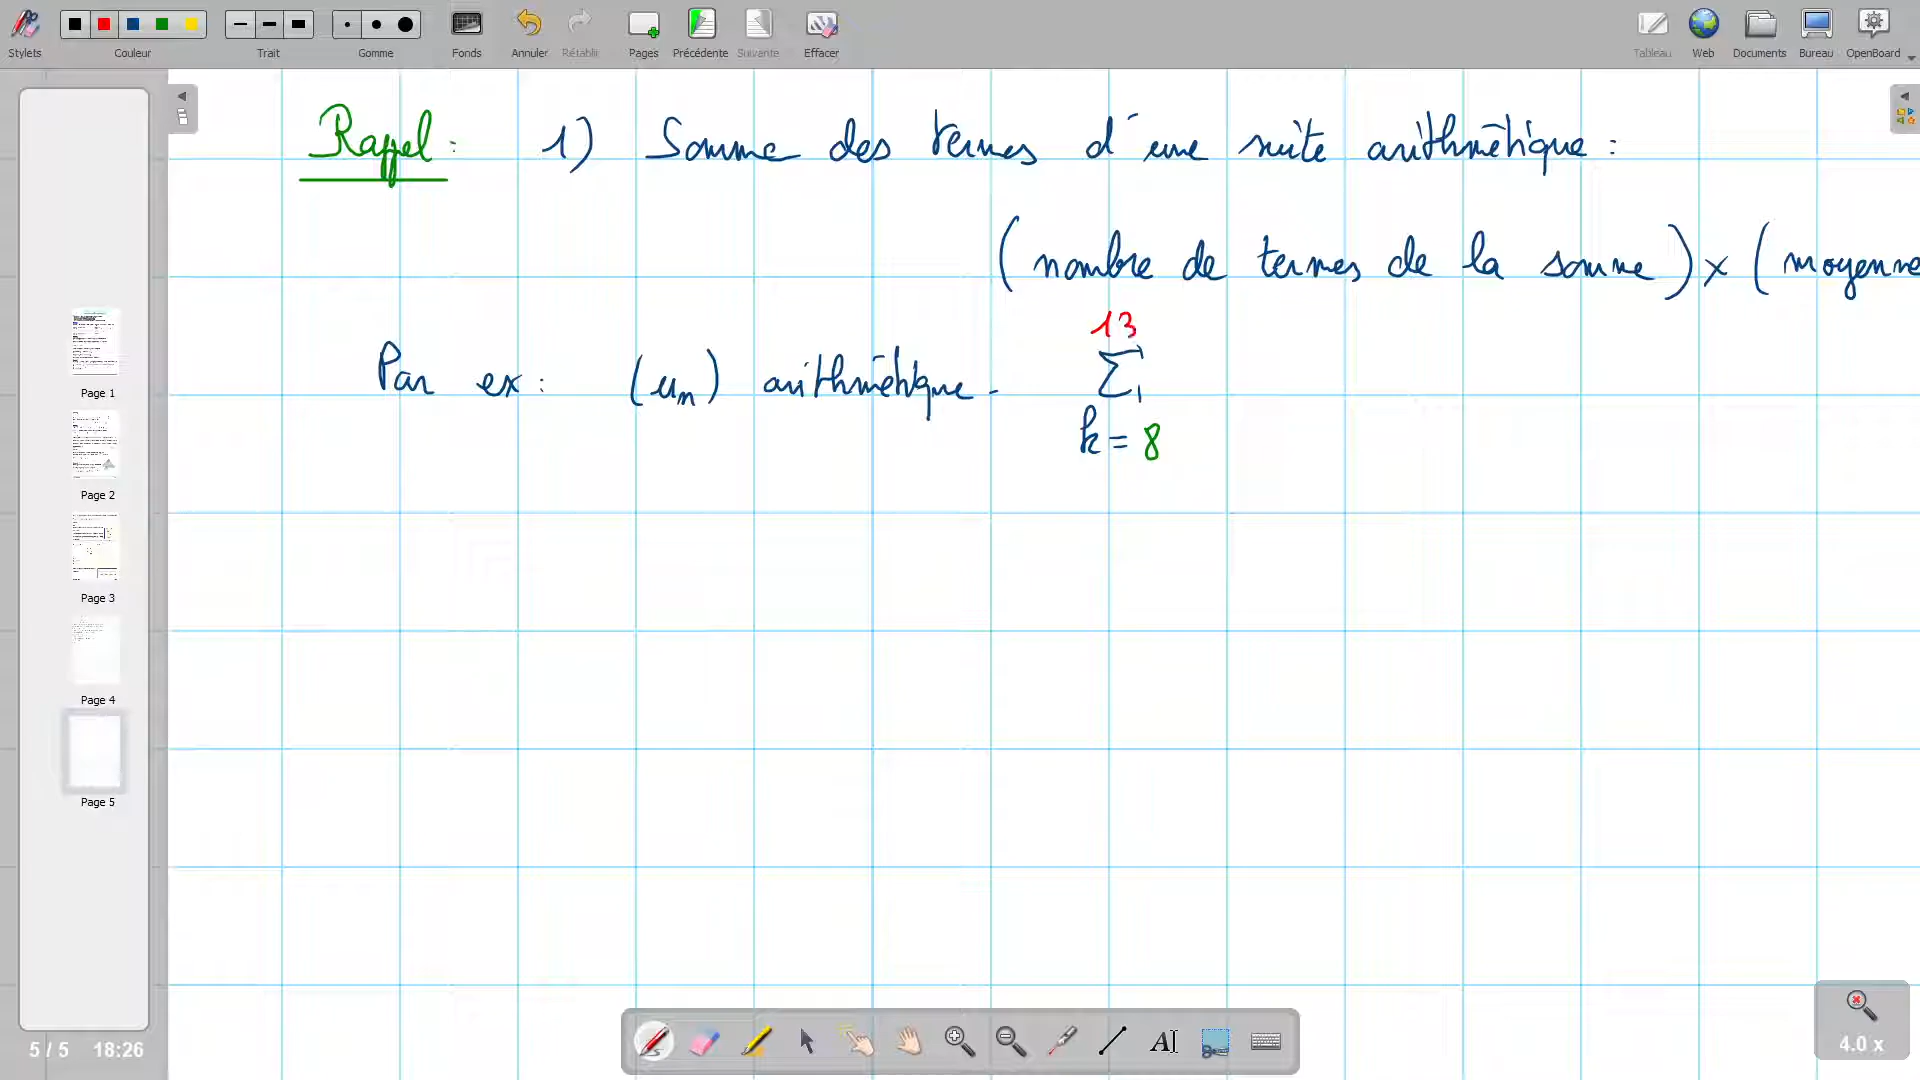 Stylets Couleur Trait Gomme Fonds Annuler Rétablir Pages Précédente Suivante Effacer Tableau Web Documents Bureau OpenBoard
Rappel : 1) Somme des termes d'une suite arithmétique :
(nombre de termes de la somme) × (moyenne
13
Par ex : (un) arithmétique. Σ
k = 8
Page 1
Page 2
Page 3
Page 4
Page 5
5 / 5 18:26
4.0 x